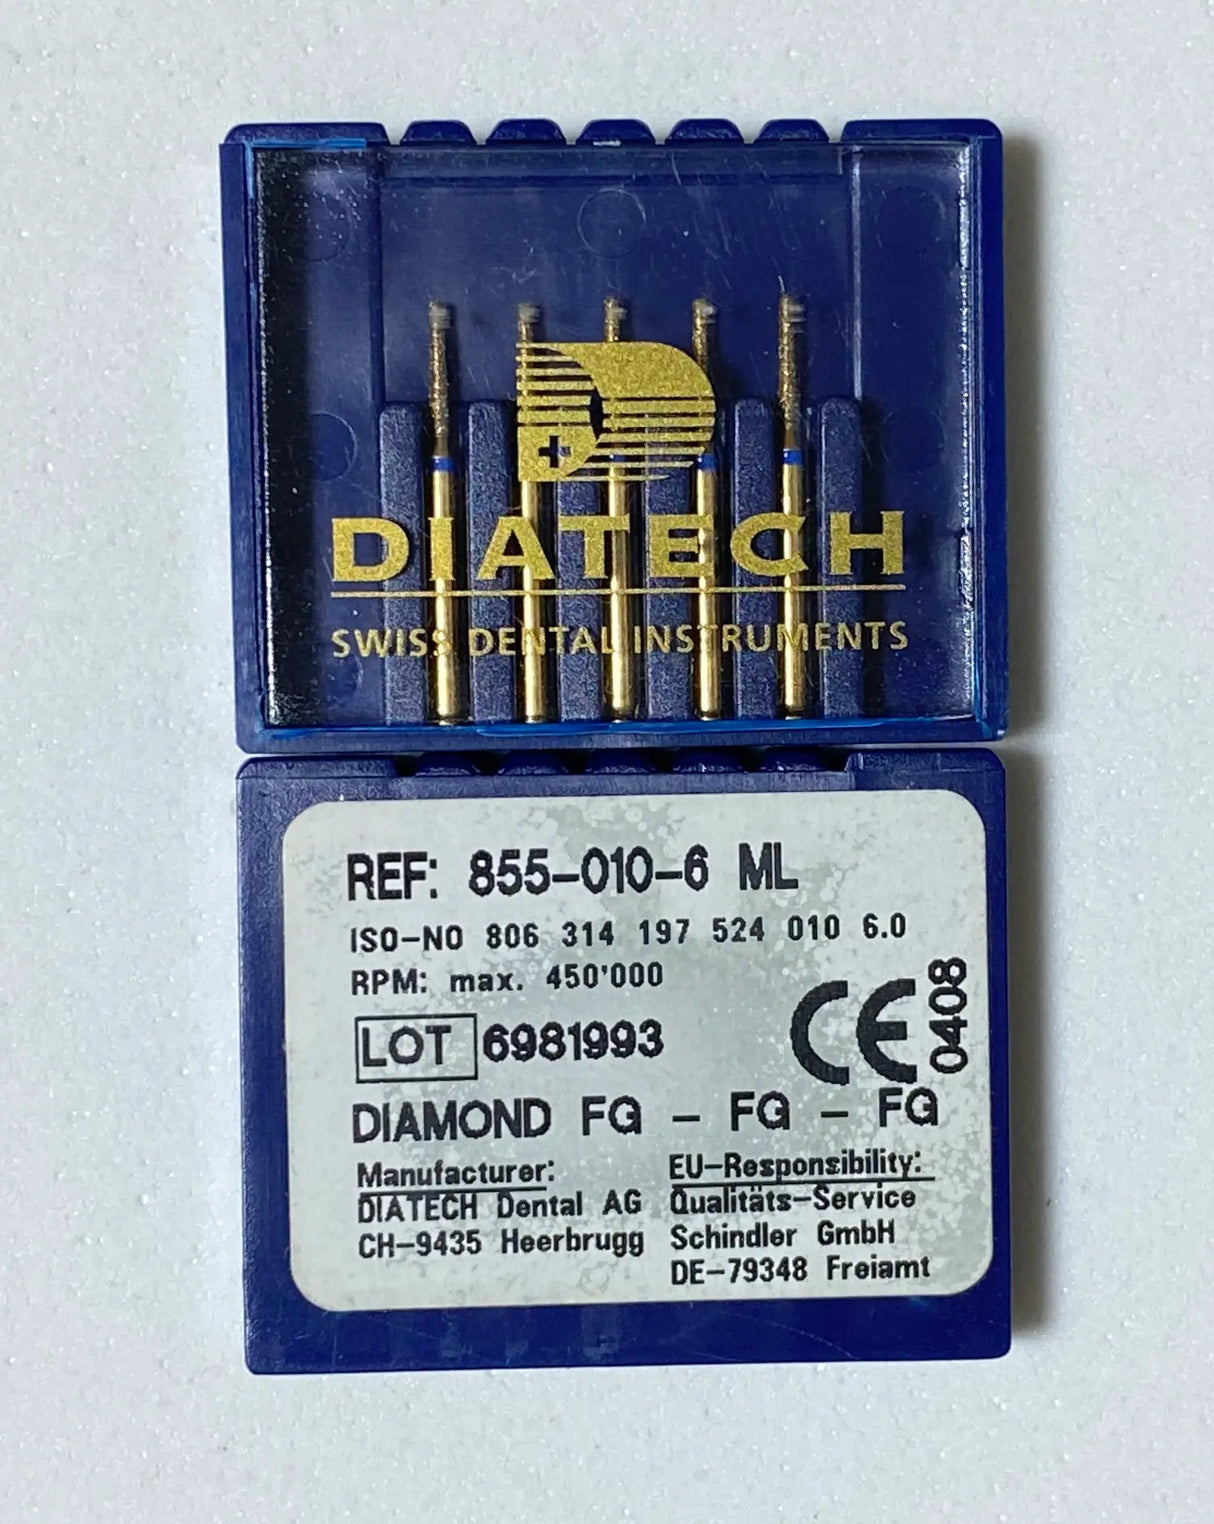 DIATECH
SWISS DENTAL INSTRUMENTS
REF: 855-010-6 ML
ISO-NO 806 314 197 524 010 6.0
RPM: max. 450'000
LOT 6981993
CE 0408
DIAMOND FG - FG - FG
Manufacturer:
DIATECH Dental AG
CH-9435 Heerbrugg
EU-Responsibility:
Qualitäts-Service
Schindler GmbH
DE-79348 Freiamt